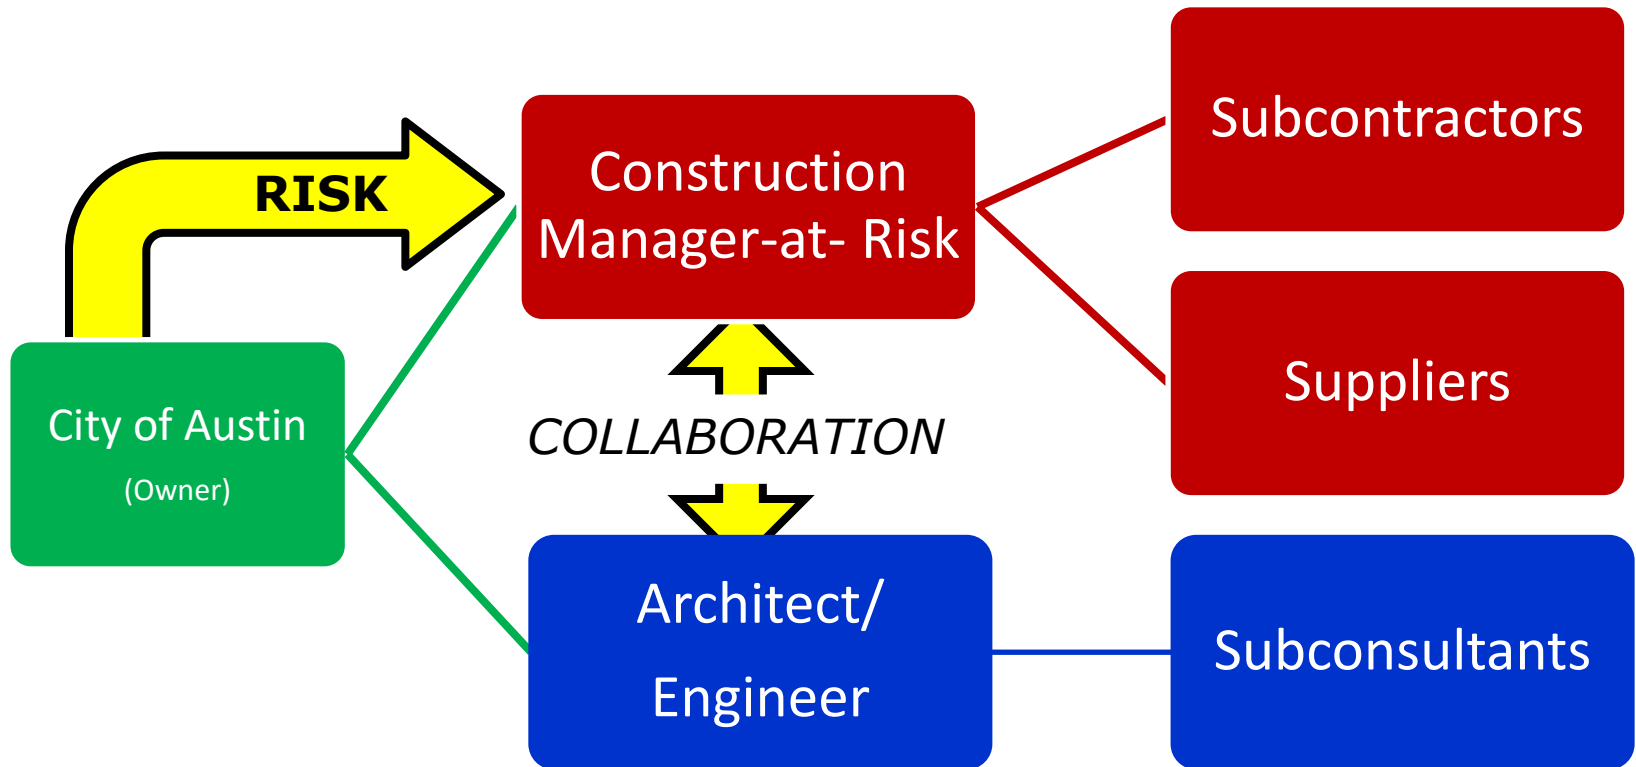 RISK
City of Austin
(Owner)
Construction
Manager-at- Risk
COLLABORATION
Architect/
Engineer
Subcontractors
Suppliers
Subconsultants